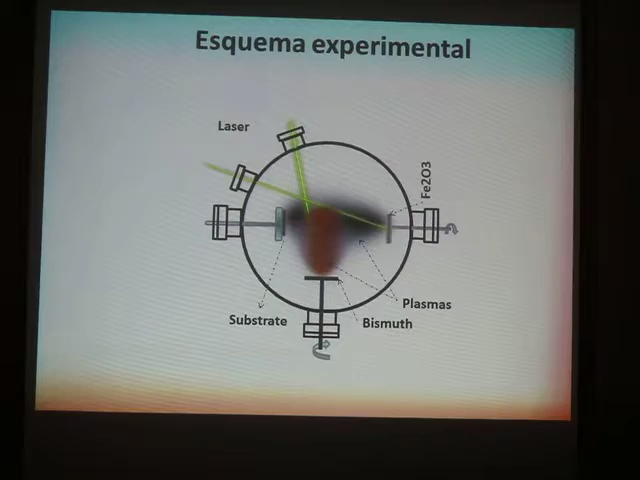 Esquema experimental
Laser
Fe2O3
Plasmas
Substrate
Bismuth